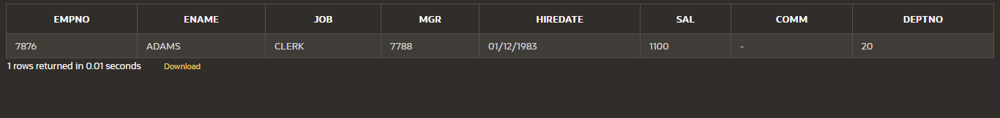 EMPNO ENAME JOB MGR HIREDATE SAL COMM DEPTNO
7876 ADAMS CLERK 7788 01/12/1983 1100 - 20
1 rows returned in 0.01 seconds Download